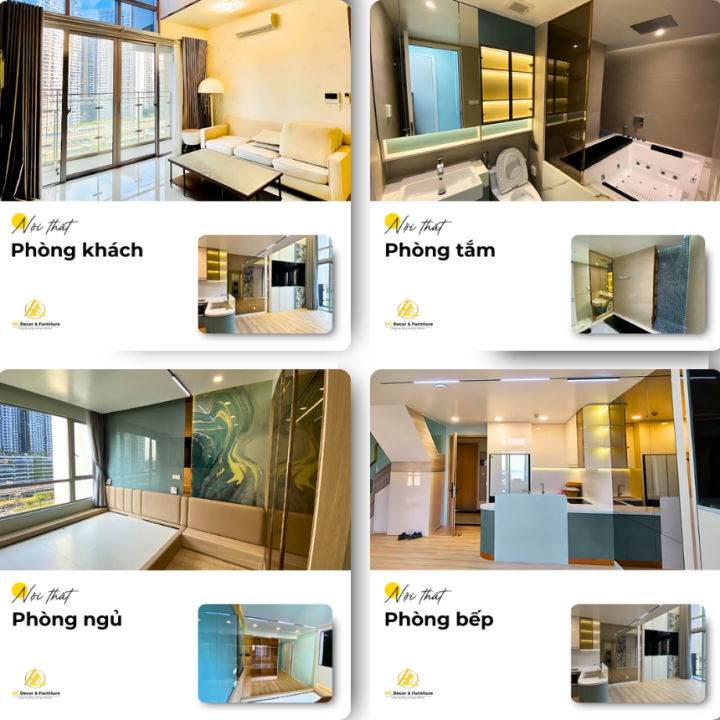 Nội thất
Phòng khách
HC Decor & Furniture
Nội thất
Phòng tắm
HC Decor & Furniture
Nội thất
Phòng ngủ
HC Decor & Furniture
Nội thất
Phòng bếp
HC Decor & Furniture